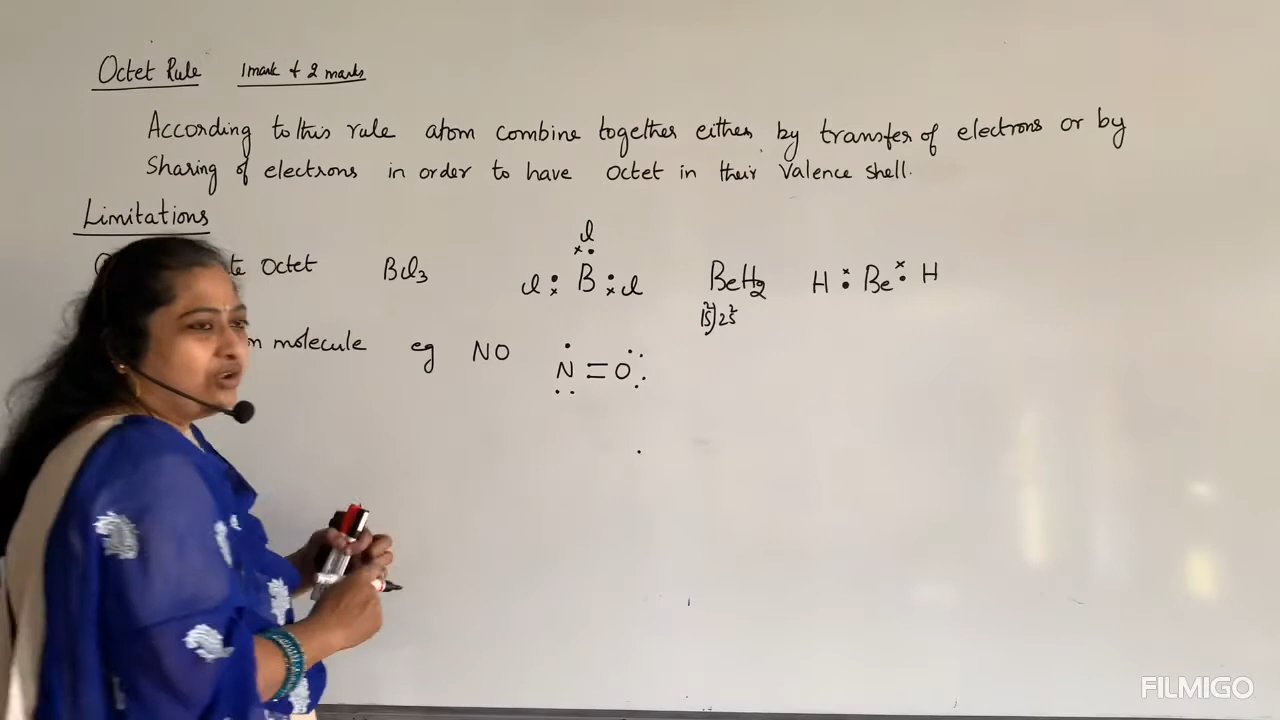 Octet Rule 1mark & 2 marks
According to this rule atom combine together either by transfer of electrons or by
Sharing of electrons in order to have Octet in their Valence shell.
Limitations
Octet BCl3
Cl
Cl : B : Cl
BeH2 H : Be : H
1s2) 2s2
molecule eg NO N = O
FILMIGO